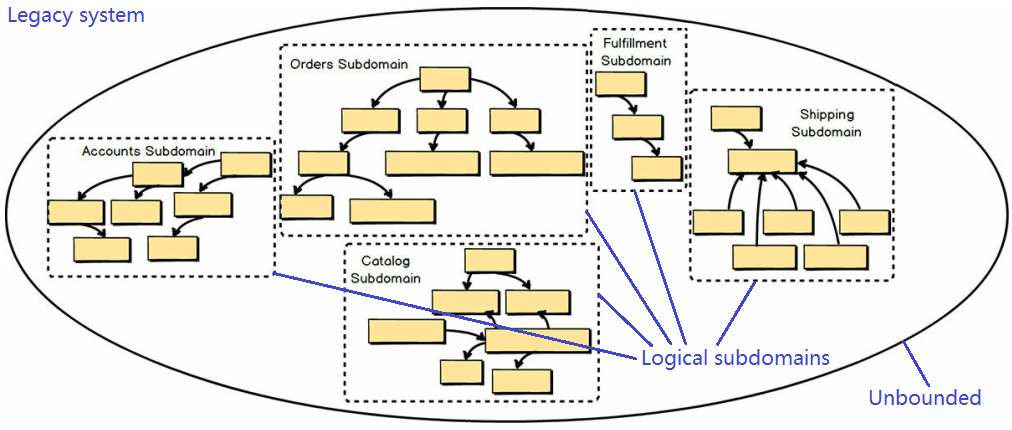 Legacy system
Orders Subdomain
Fulfillment
Subdomain
Shipping
Subdomain
Accounts Subdomain
Catalog
Subdomain
Logical subdomains
Unbounded